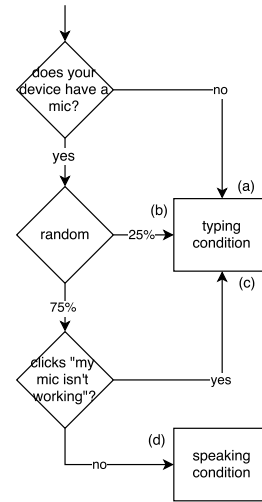 does your
device have a
mic?
no
yes
(a)
(b)
random
25%
typing
condition
(c)
75%
clicks "my
mic isn't
working"?
yes
(d)
no
speaking
condition